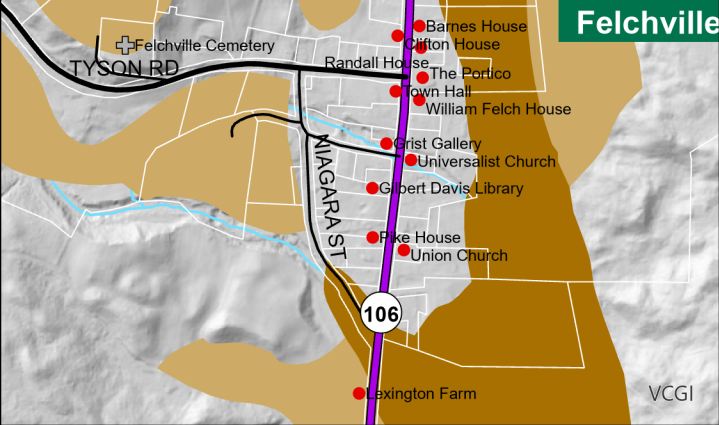 Felchville
Barnes House
Clifton House
Felchville Cemetery
Randall House
TYSON RD
The Portico
Town Hall
William Felch House
Grist Gallery
Universalist Church
NIAGARA ST
Gilbert Davis Library
Pike House
Union Church
106
Lexington Farm
VCGI